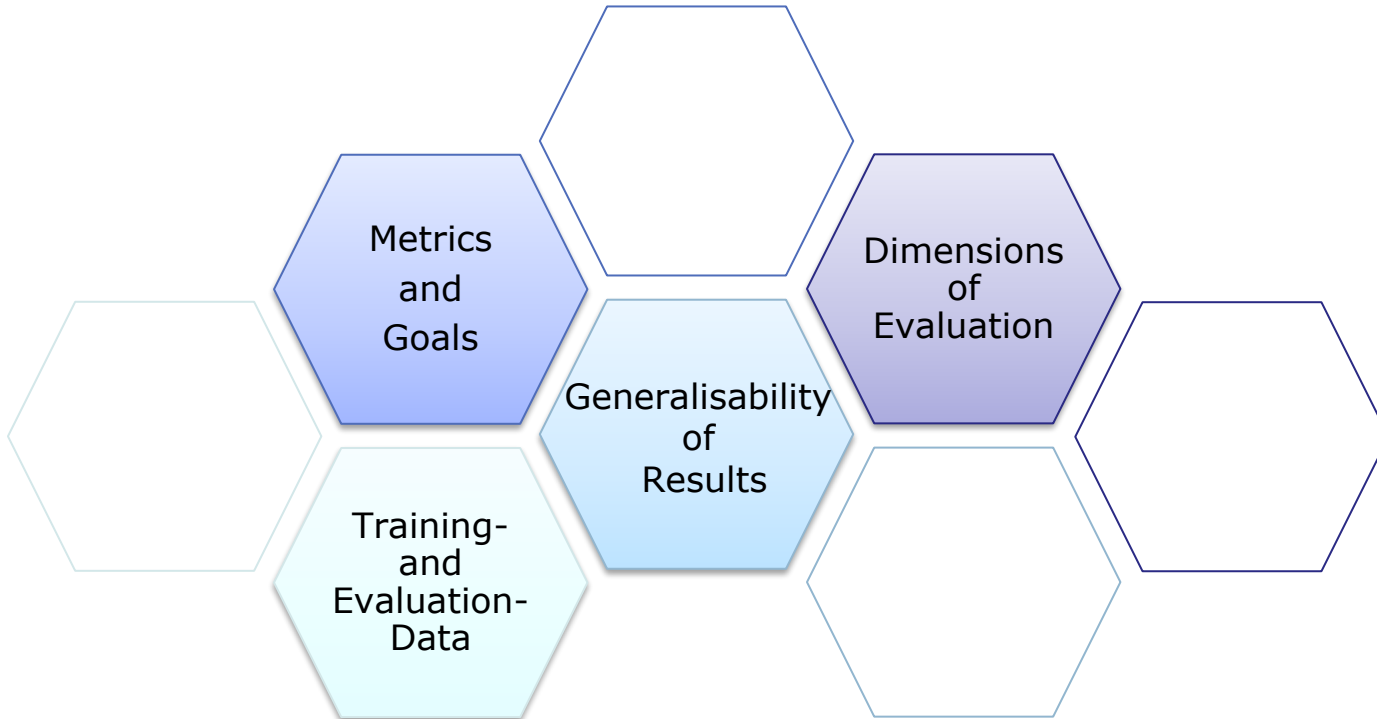 Metrics
and
Goals
Dimensions
of
Evaluation
Generalisability
of
Results
Training-
and
Evaluation-
Data